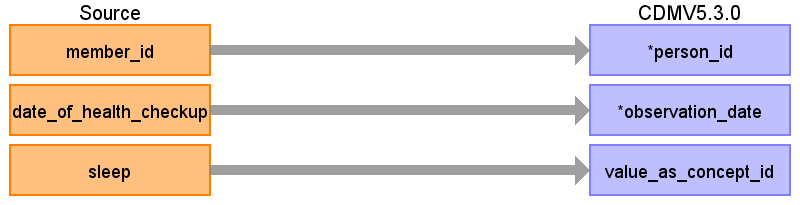 Source CDMV5.3.0
member_id *person_id
date_of_health_checkup *observation_date
sleep value_as_concept_id